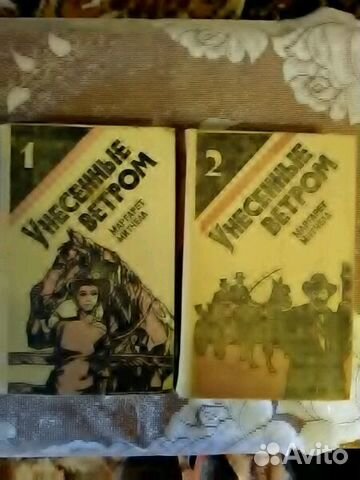 1
УНЕСЕННЫЕ
ВЕТРОМ
МАРГАРЕТ
МИТЧЕЛЛ
2
УНЕСЕННЫЕ
ВЕТРОМ
МАРГАРЕТ
МИТЧЕЛЛ
Avito